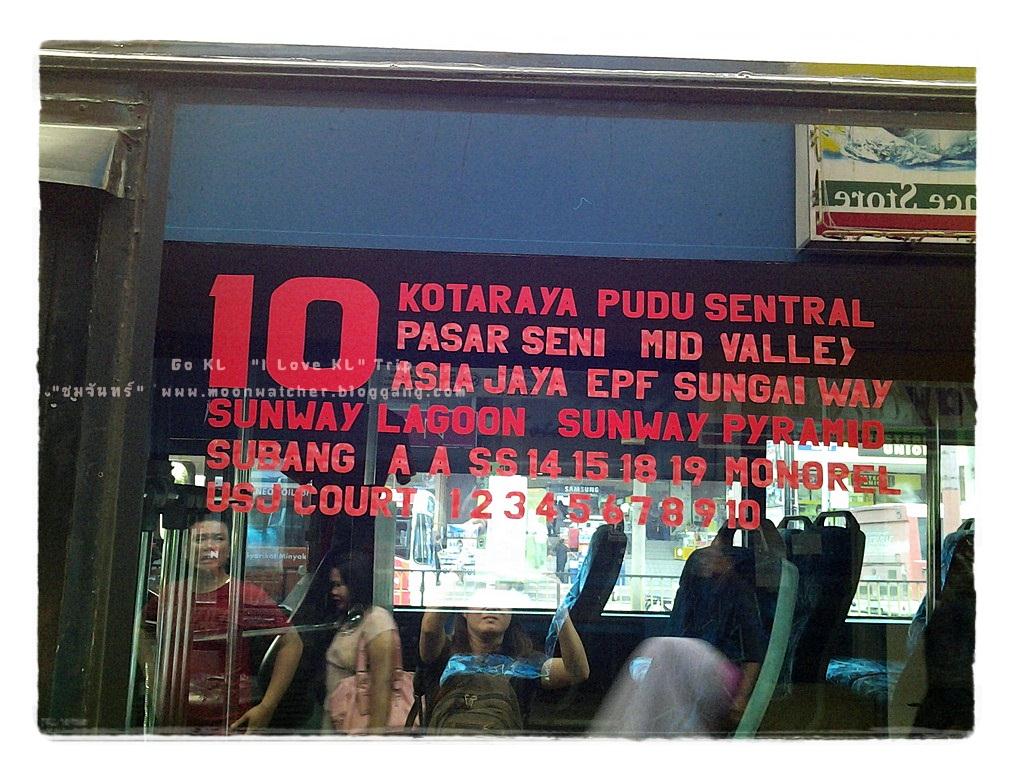 nce Store
10
KOTARAYA PUDU SENTRAL
PASAR SENI MID VALLEY
Go KL "I Love KL" Trip
ASIA JAYA EPF SUNGAI WAY
"ชมจันทร์" www.moonwatcher.bloggang.com
SUNWAY LAGOON SUNWAY PYRAMID
SUBANG A A SS 14 15 18 19 MONOREL
UNION
USJ COURT 1 2 3 4 5 6 7 8 9 10
SAMSUNG